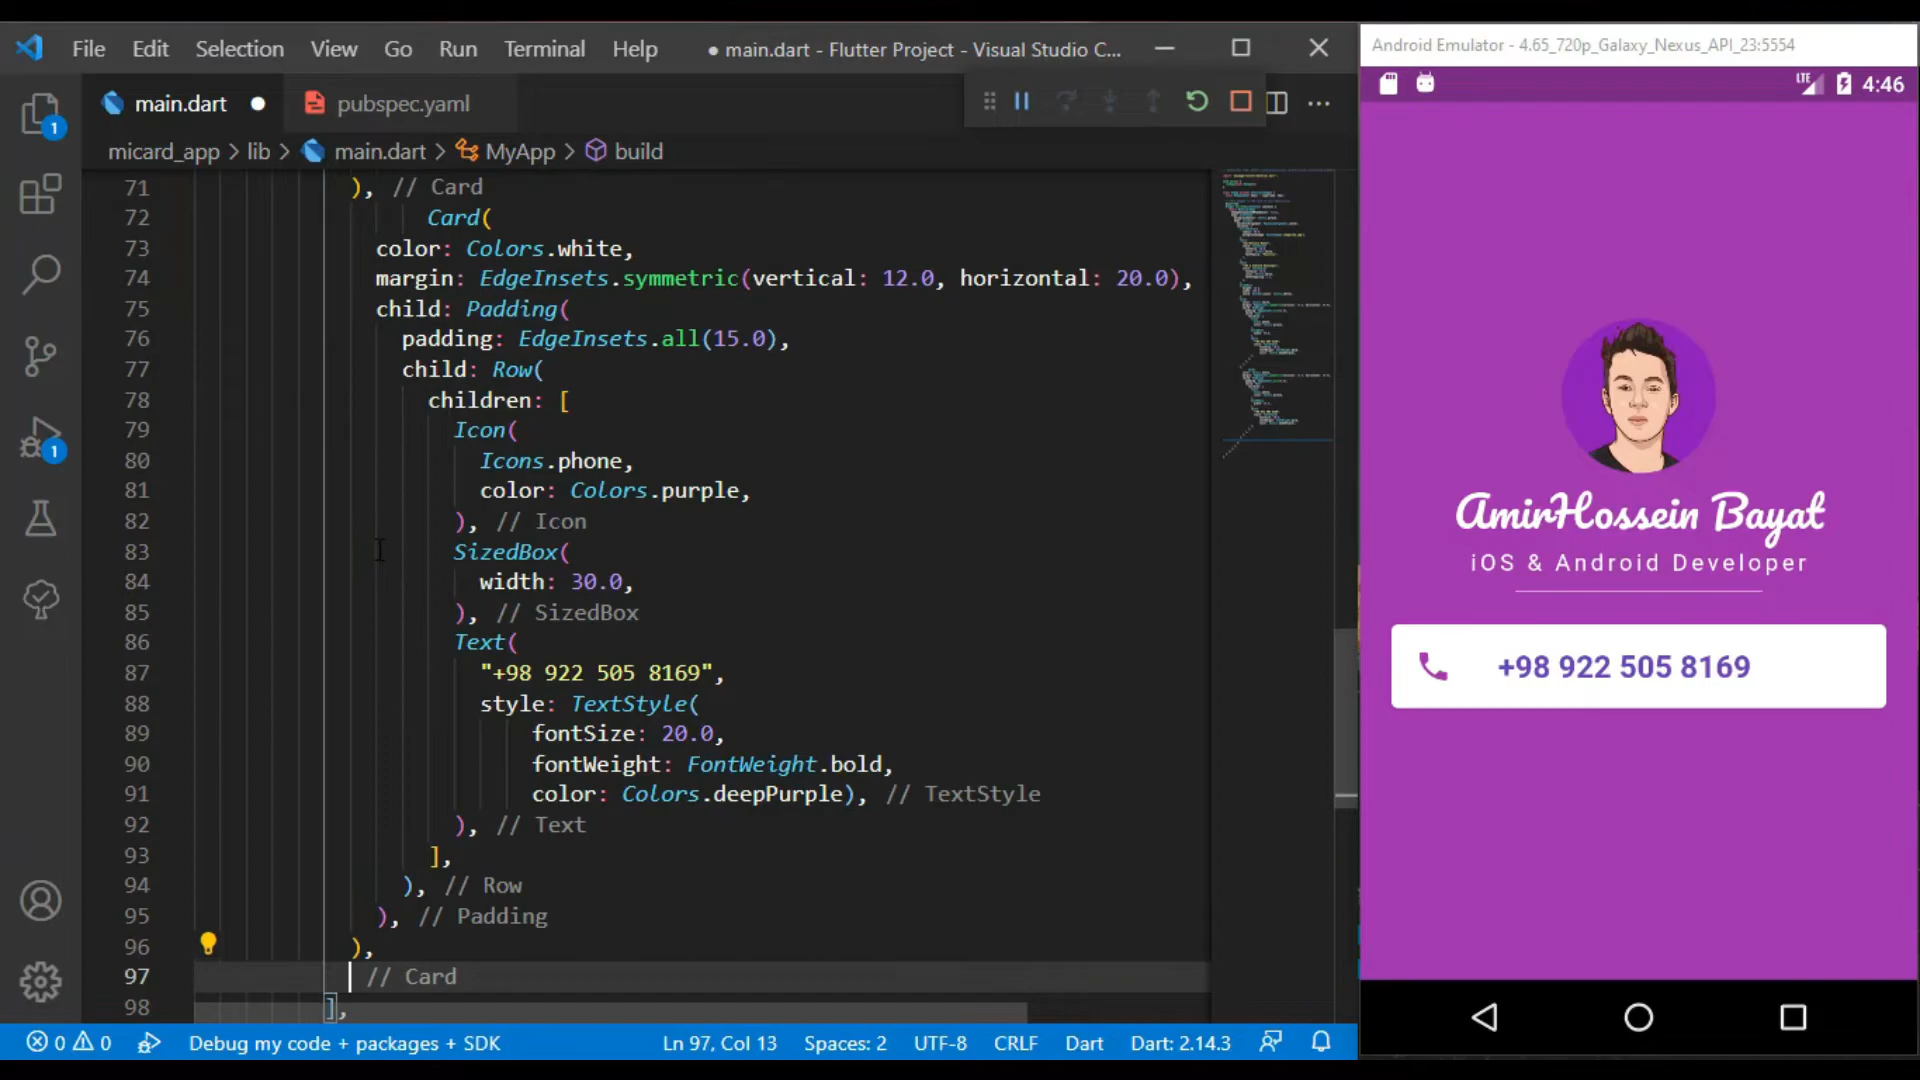 File Edit Selection View Go Run Terminal Help ● main.dart - Flutter Project - Visual Studio C...
main.dart ● pubspec.yaml
micard_app > lib > main.dart > MyApp > build
1
1
71 ), // Card
72 Card(
73 color: Colors.white,
74 margin: EdgeInsets.symmetric(vertical: 12.0, horizontal: 20.0),
75 child: Padding(
76 padding: EdgeInsets.all(15.0),
77 child: Row(
78 children: [
79 Icon(
80 Icons.phone,
81 color: Colors.purple,
82 ), // Icon
83 SizedBox(
84 width: 30.0,
85 ), // SizedBox
86 Text(
87 "+98 922 505 8169",
88 style: TextStyle(
89 fontSize: 20.0,
90 fontWeight: FontWeight.bold,
91 color: Colors.deepPurple), // TextStyle
92 ), // Text
93 ],
94 ), // Row
95 ), // Padding
96 ),
97 // Card
98 ],
0 0 Debug my code + packages + SDK Ln 97, Col 13 Spaces: 2 UTF-8 CRLF Dart Dart: 2.14.3
Android Emulator - 4.65_720p_Galaxy_Nexus_API_23:5554
LTE 4:46
AmirHossein Bayat
iOS & Android Developer
+98 922 505 8169